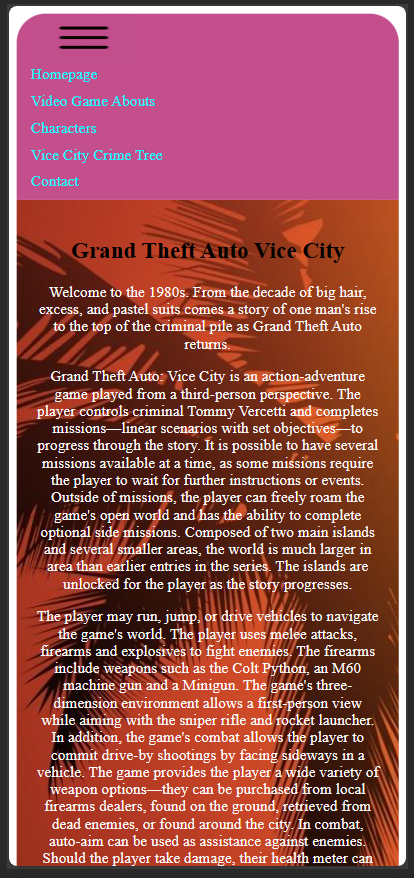 Homepage
Video Game Abouts
Characters
Vice City Crime Tree
Contact
Grand Theft Auto Vice City
Welcome to the 1980s. From the decade of big hair,
excess, and pastel suits comes a story of one man's rise
to the top of the criminal pile as Grand Theft Auto
returns.
Grand Theft Auto: Vice City is an action-adventure
game played from a third-person perspective. The
player controls criminal Tommy Vercetti and completes
missions—linear scenarios with set objectives—to
progress through the story. It is possible to have several
missions available at a time, as some missions require
the player to wait for further instructions or events.
Outside of missions, the player can freely roam the
game's open world and has the ability to complete
optional side missions. Composed of two main islands
and several smaller areas, the world is much larger in
area than earlier entries in the series. The islands are
unlocked for the player as the story progresses.
The player may run, jump, or drive vehicles to navigate
the game's world. The player uses melee attacks,
firearms and explosives to fight enemies. The firearms
include weapons such as the Colt Python, an M60
machine gun and a Minigun. The game's three-
dimension environment allows a first-person view
while aiming with the sniper rifle and rocket launcher.
In addition, the game's combat allows the player to
commit drive-by shootings by facing sideways in a
vehicle. The game provides the player a wide variety of
weapon options—they can be purchased from local
firearms dealers, found on the ground, retrieved from
dead enemies, or found around the city. In combat,
auto-aim can be used as assistance against enemies.
Should the player take damage, their health meter can